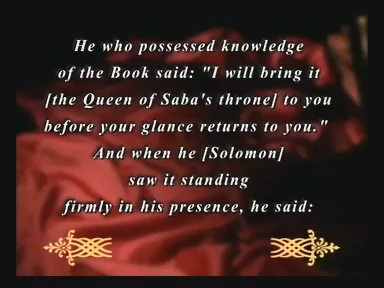 He who possessed knowledge
of the Book said: "I will bring it
[the Queen of Saba's throne] to you
before your glance returns to you."
And when he [Solomon]
saw it standing
firmly in his presence, he said: